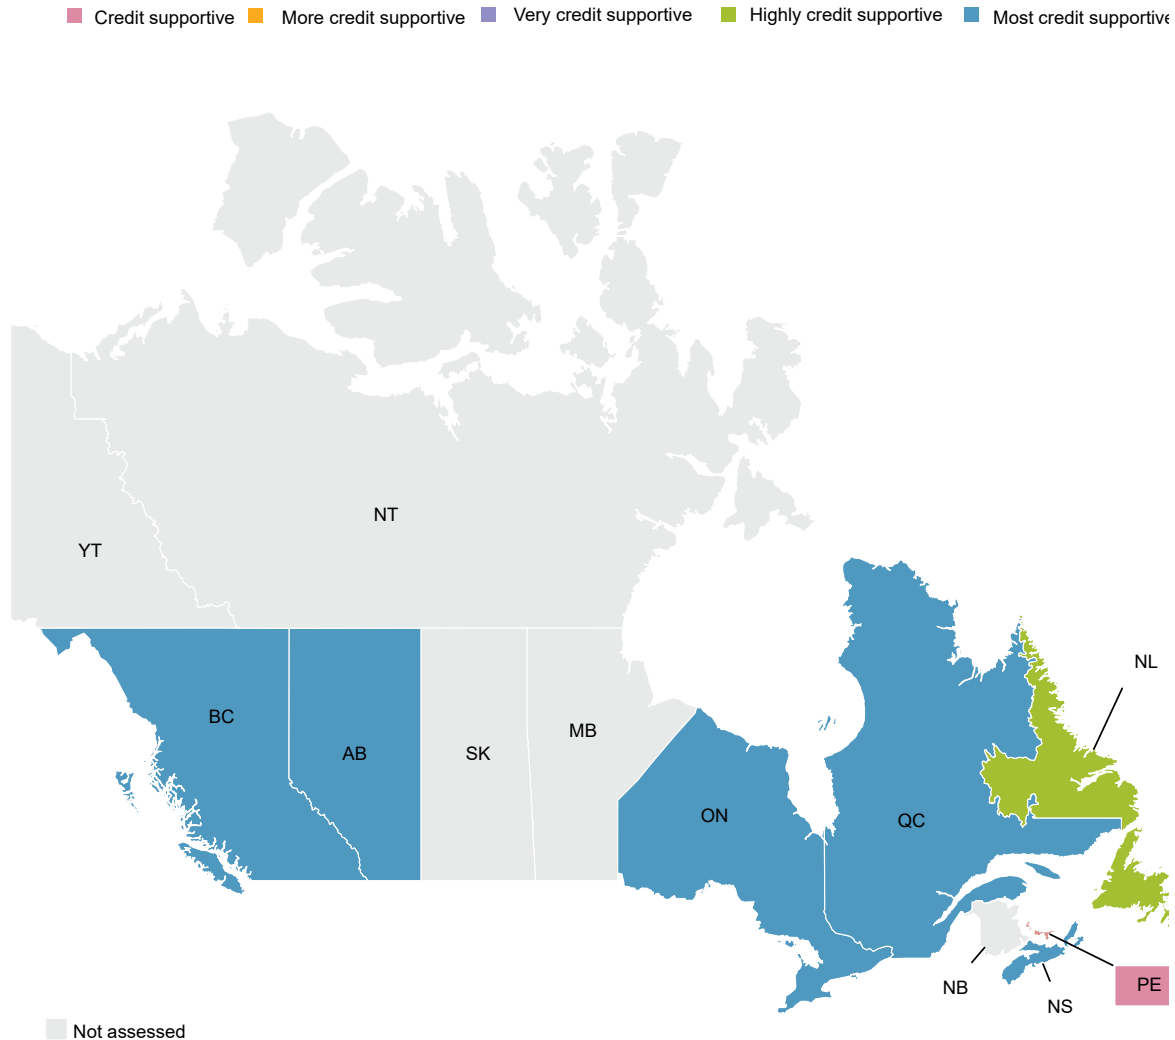 Credit supportive More credit supportive Very credit supportive Highly credit supportive Most credit supportive
NT
YT
NL
BC
MB
AB
SK
ON
QC
PE
NB
NS
Not assessed